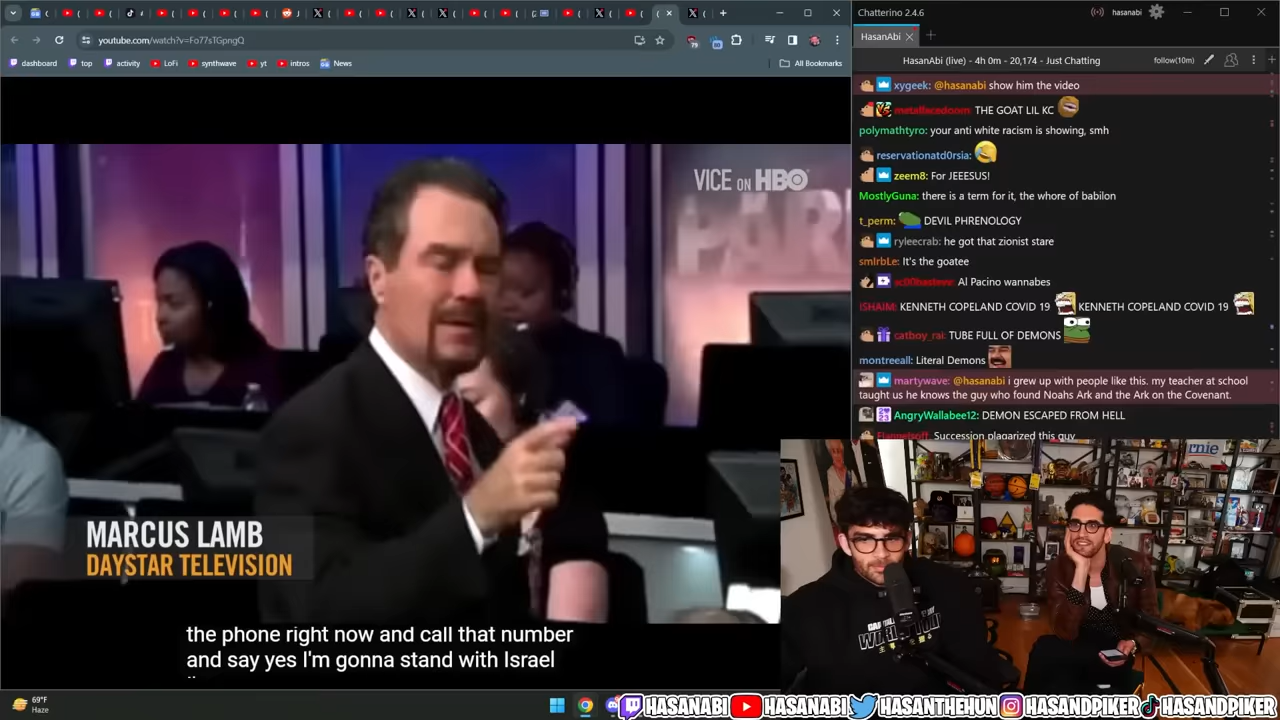 Chatterino 2.4.6
hasanabi
HasanAbi
youtube.com/watch?v=Fo77sTGpngQ
HasanAbi (live) - 4h 0m - 20,174 - Just Chatting
follow(10m)
dashboard
top
activity
LoFi
synthwave
yt
intros
News
All Bookmarks
xygeek: @hasanabi show him the video
metalfacedoom: THE GOAT LIL KC
polymathtyro: your anti white racism is showing, smh
reservationatd0rsia:
zeem8: For JEEESUS!
MostlyGuna: there is a term for it, the whore of babilon
t_perm: DEVIL PHRENOLOGY
ryleecrab: he got that zionist stare
smIrbLe: It's the goatee
Al Pacino wannabes
!SHAIM: KENNETH COPELAND COVID 19 KENNETH COPELAND COVID 19
catboy_rai: TUBE FULL OF DEMONS
montreeall: Literal Demons
martywave: @hasanabi i grew up with people like this. my teacher at school
taught us he knows the guy who found Noahs Ark and the Ark on the Covenant.
AngryWallabee12: DEMON ESCAPED FROM HELL
Succession plagarized this guy
VICE ON HBO
PAR
MARCUS LAMB
DAYSTAR TELEVISION
the phone right now and call that number
and say yes I'm gonna stand with Israel
69°F
Haze
HASANABI
HASANABI
HASANTHEHUN
HASANDPIKER
HASANDPIKER